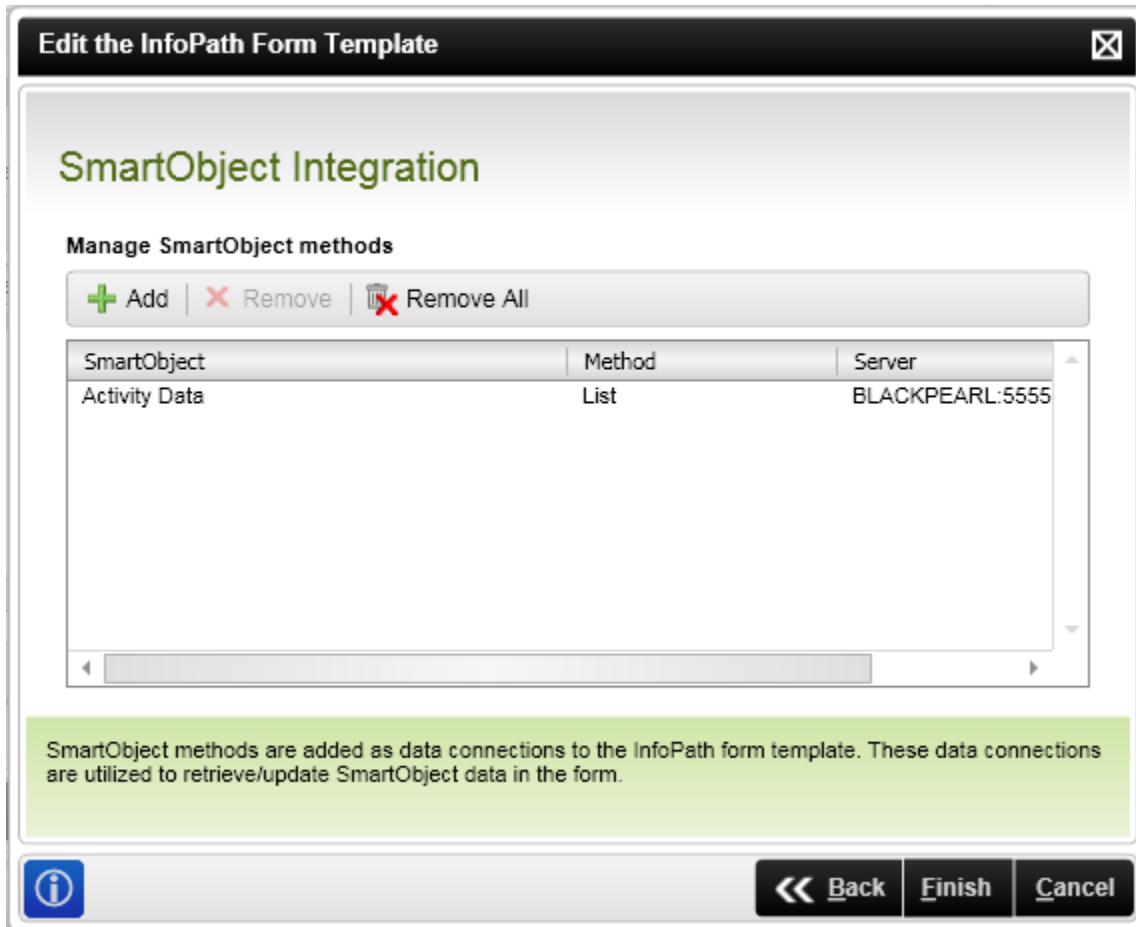 Edit the InfoPath Form Template
SmartObject Integration
Manage SmartObject methods
Add Remove Remove All
SmartObject Method Server
Activity Data List BLACKPEARL:5555
SmartObject methods are added as data connections to the InfoPath form template. These data connections
are utilized to retrieve/update SmartObject data in the form.
Back Finish Cancel